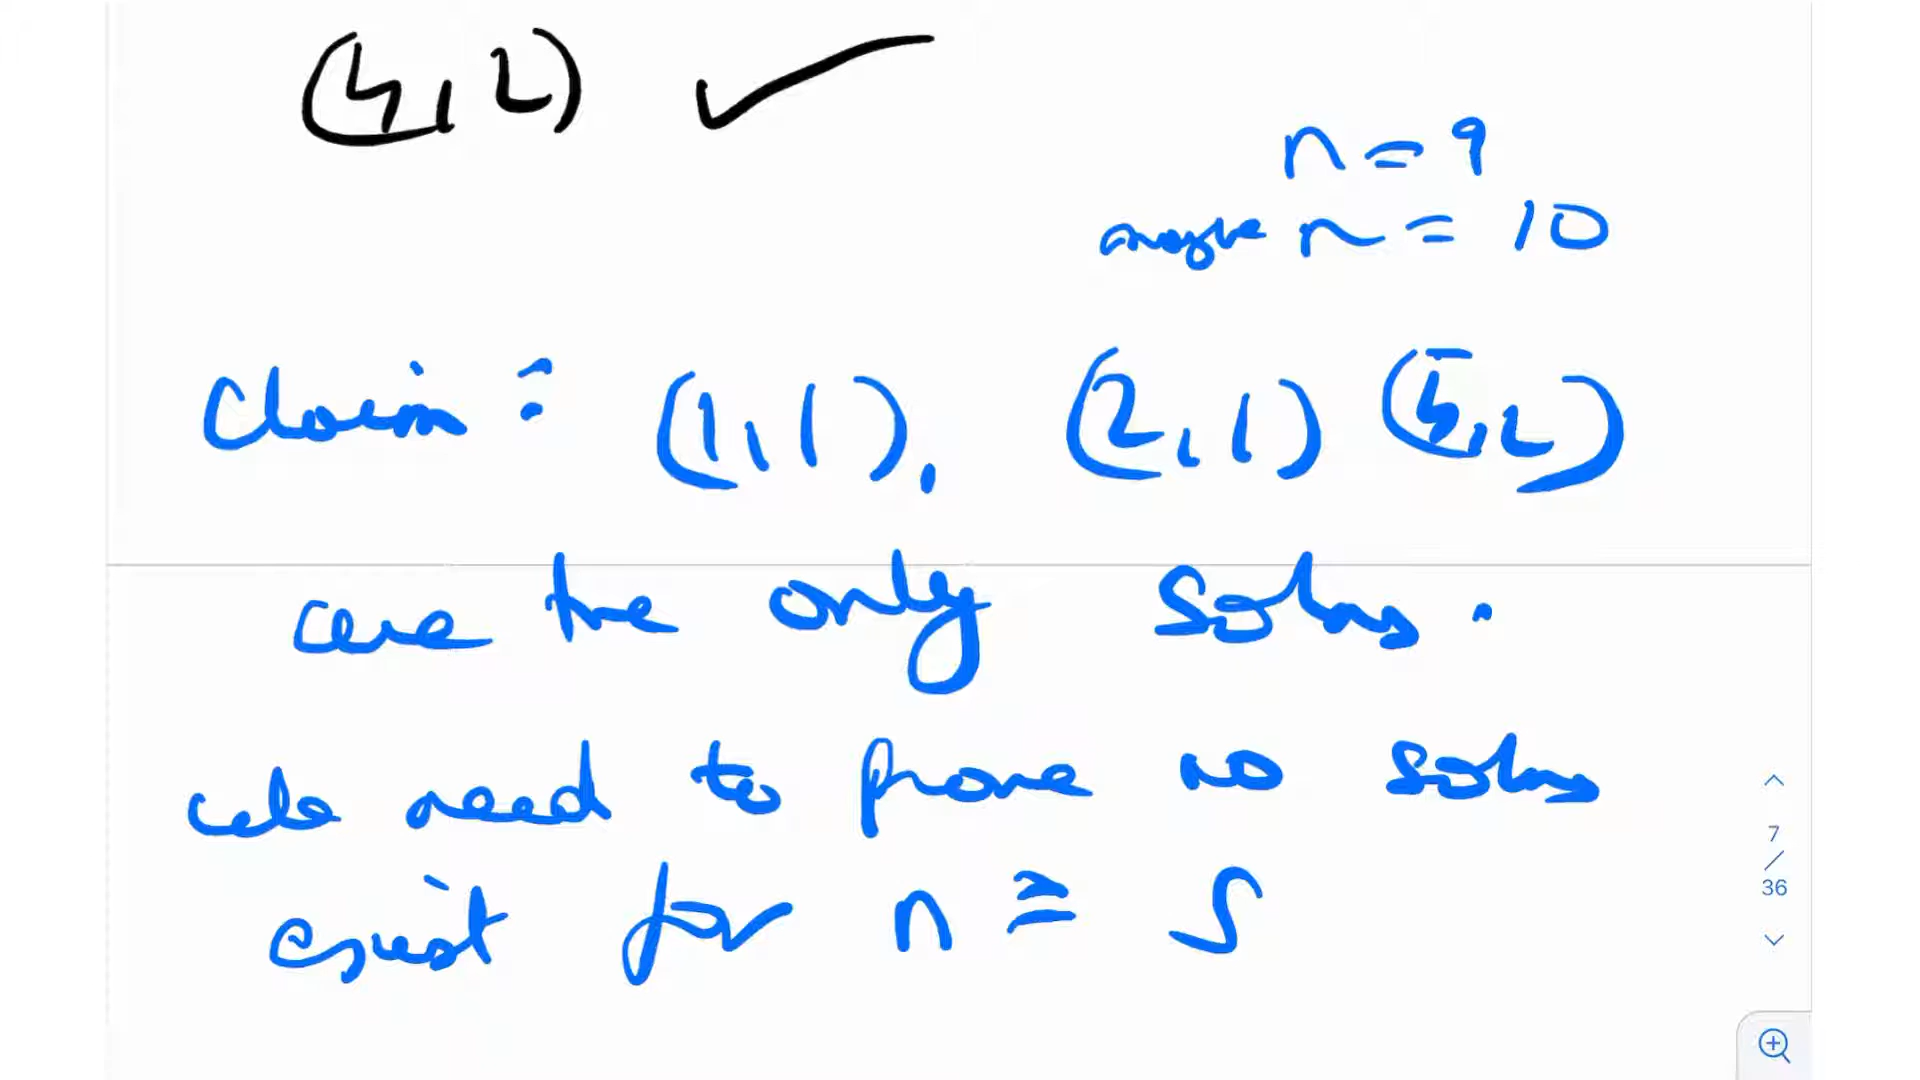 (4,2) ✓
n = 9
maybe n = 10
Claim: (1,1), (2,1) (4,2)
are the only solns.
We need to prove no solns
exist for n ≥ 5
7
/
36